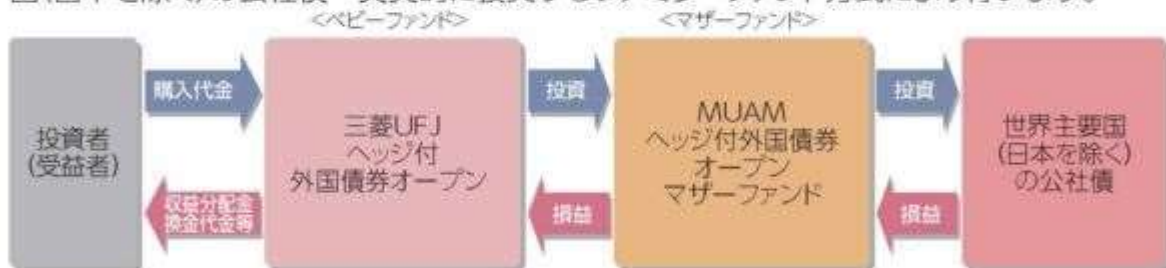 <ベビーファンド>
<マザーファンド>
投資者
(受益者)
購入代金
収益分配金
換金代金等
三菱UFJ
ヘッジ付
外国債券オープン
投資
損益
MUAM
ヘッジ付外国債券
オープン
マザーファンド
投資
損益
世界主要国
(日本を除く)
の公社債